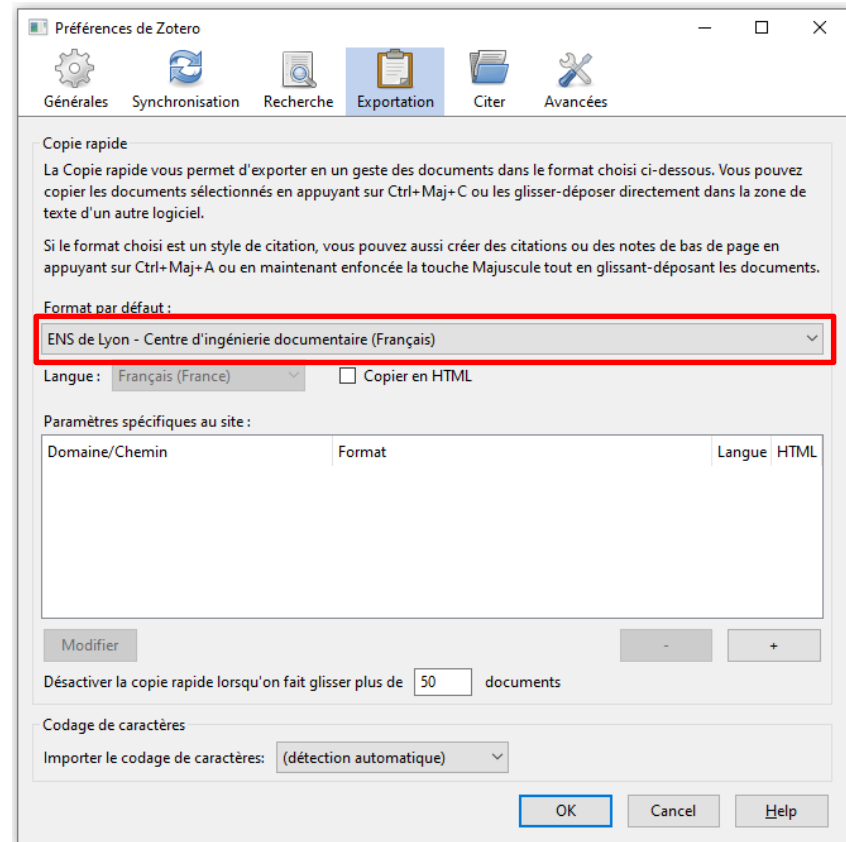 Préférences de Zotero
Générales Synchronisation Recherche Exportation Citer Avancées
Copie rapide
La Copie rapide vous permet d'exporter en un geste des documents dans le format choisi ci-dessous. Vous pouvez
copier les documents sélectionnés en appuyant sur Ctrl+Maj+C ou les glisser-déposer directement dans la zone de
texte d'un autre logiciel.
Si le format choisi est un style de citation, vous pouvez aussi créer des citations ou des notes de bas de page en
appuyant sur Ctrl+Maj+A ou en maintenant enfoncée la touche Majuscule tout en glissant-déposant les documents.
Format par défaut :
ENS de Lyon - Centre d'ingénierie documentaire (Français)
Langue : Français (France) Copier en HTML
Paramètres spécifiques au site :
Domaine/Chemin Format Langue HTML
Modifier - +
Désactiver la copie rapide lorsqu'on fait glisser plus de 50 documents
Codage de caractères
Importer le codage de caractères: (détection automatique)
OK Cancel Help